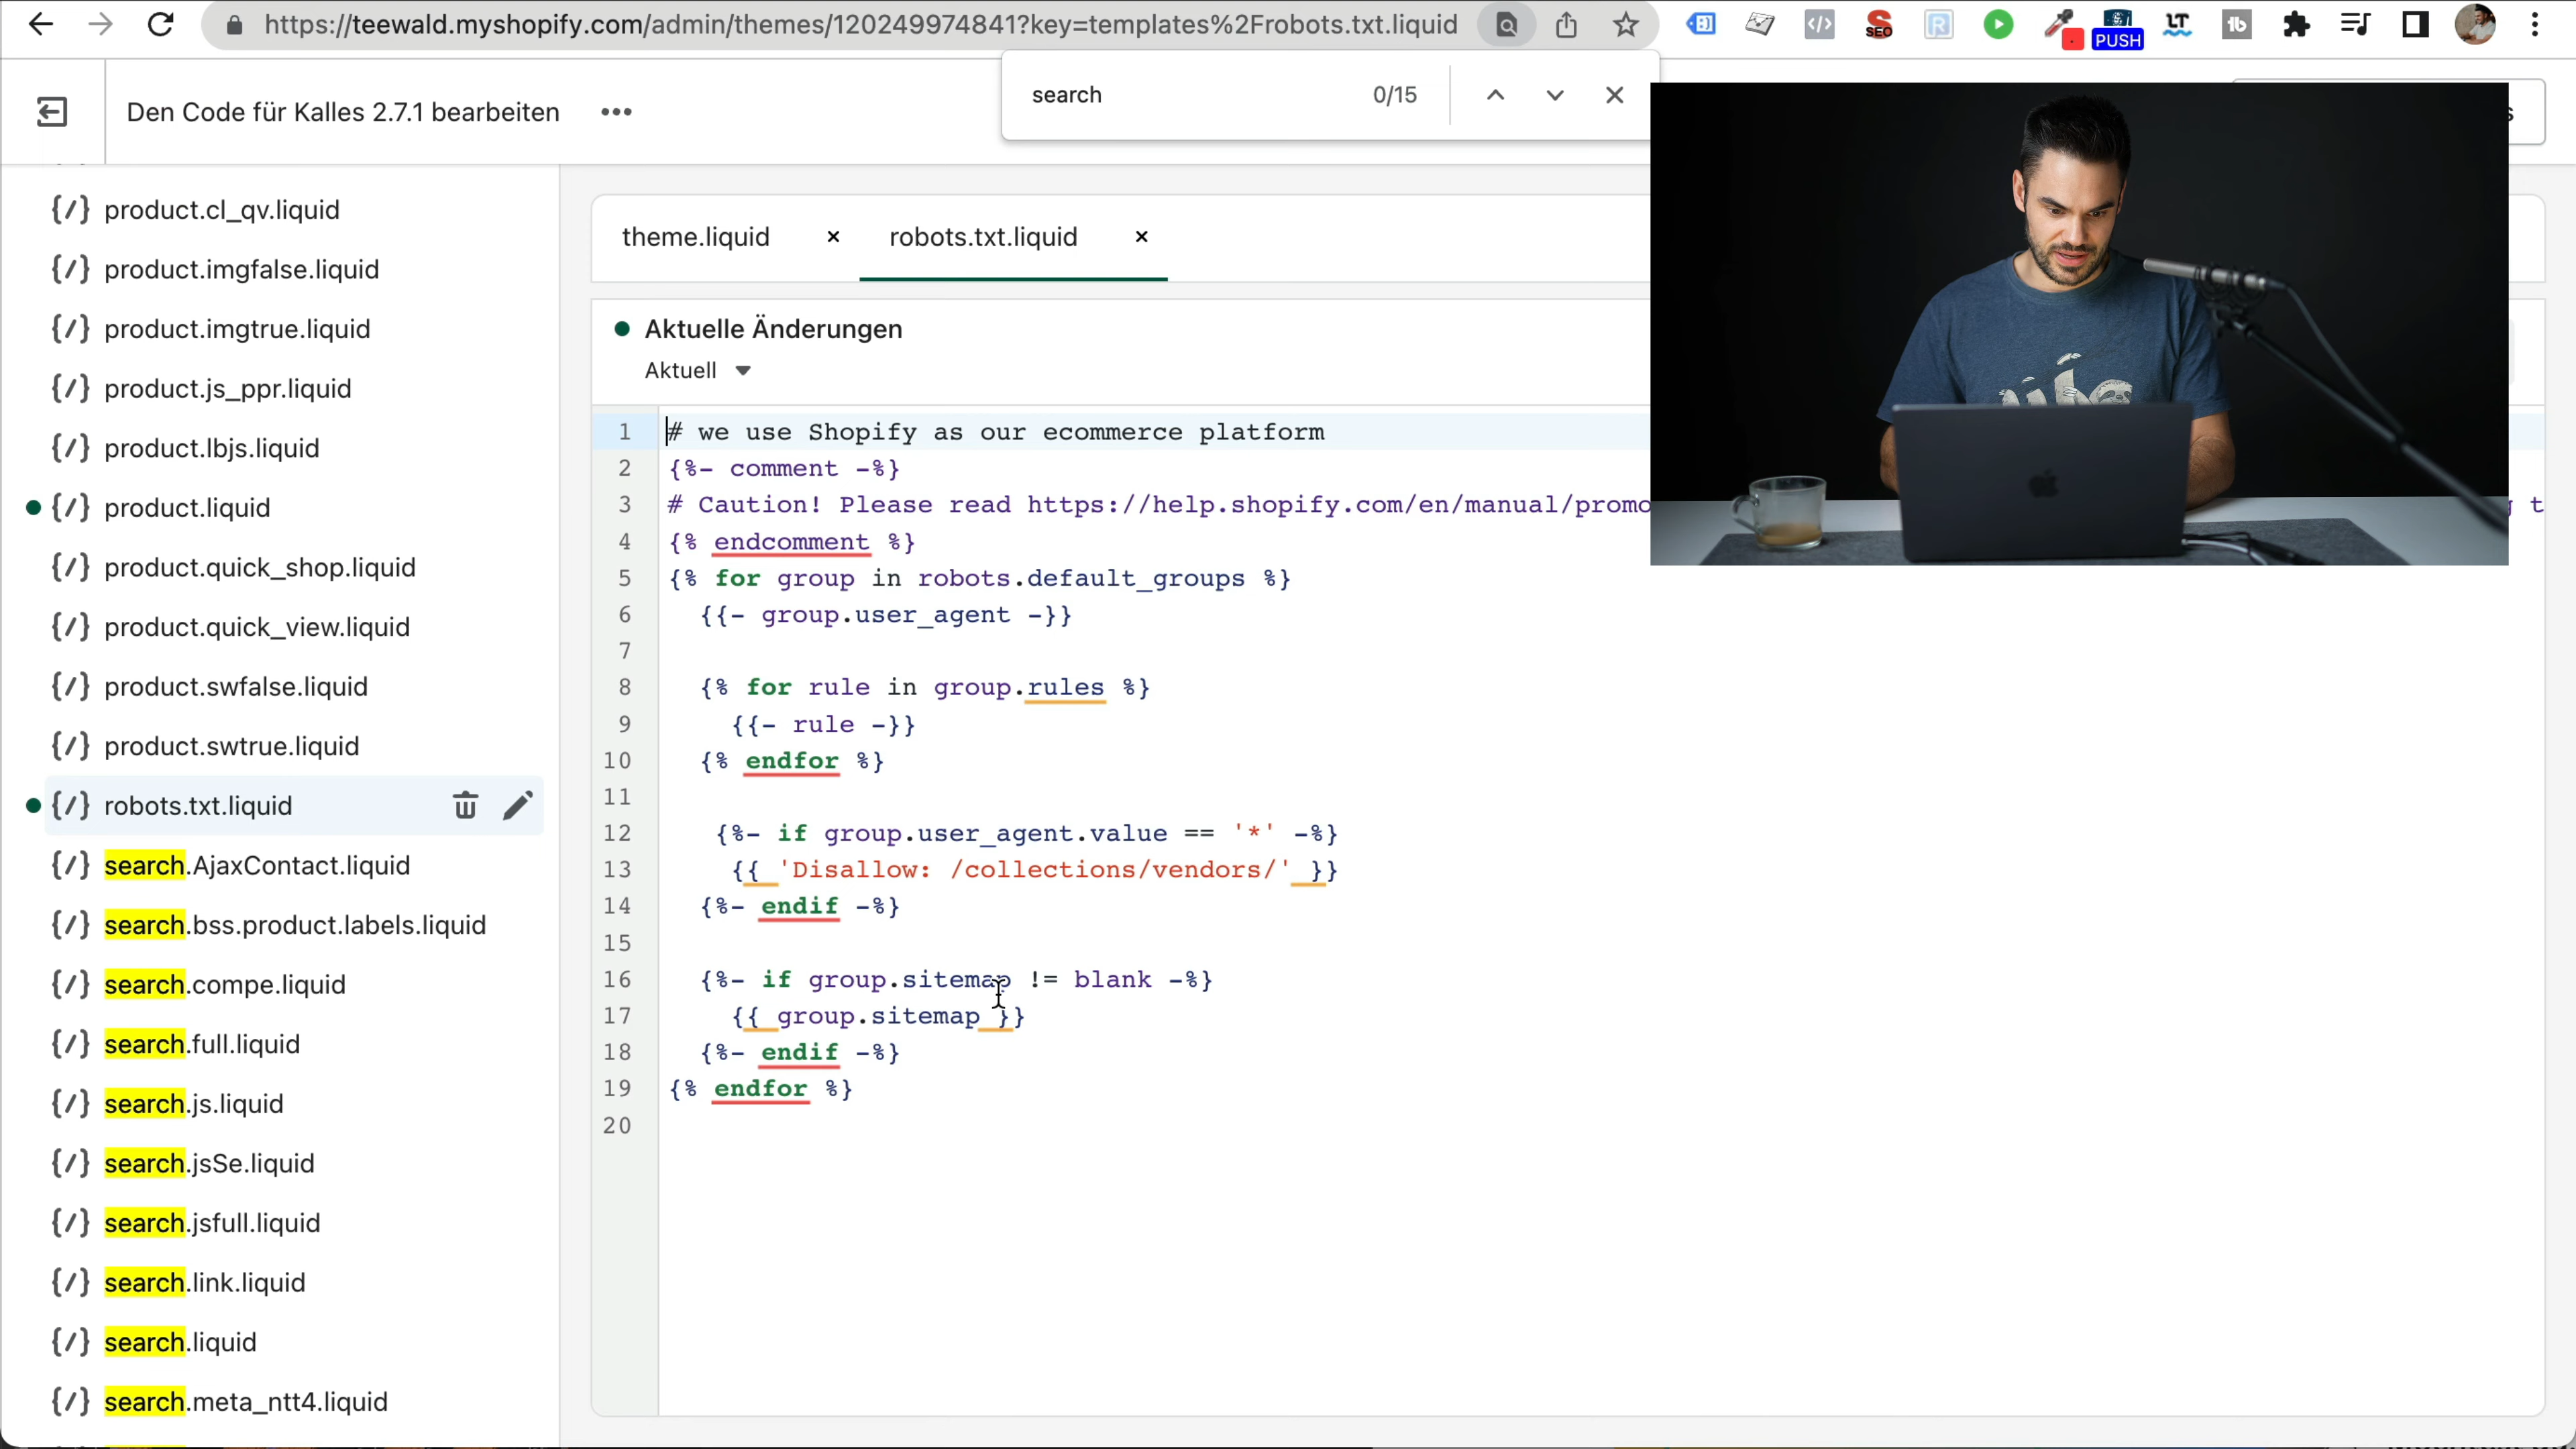 https://teewald.myshopify.com/admin/themes/120249974841?key=templates%2Frobots.txt.liquid
SEO
PUSH
LT
tb
search
0/15
Den Code für Kalles 2.7.1 bearbeiten
product.cl_qv.liquid
product.imgfalse.liquid
product.imgtrue.liquid
product.js_ppr.liquid
product.lbjs.liquid
product.liquid
product.quick_shop.liquid
product.quick_view.liquid
product.swfalse.liquid
product.swtrue.liquid
robots.txt.liquid
search.AjaxContact.liquid
search.bss.product.labels.liquid
search.compe.liquid
search.full.liquid
search.js.liquid
search.jsSe.liquid
search.jsfull.liquid
search.link.liquid
search.liquid
search.meta_ntt4.liquid
theme.liquid
robots.txt.liquid
Aktuelle Änderungen
Aktuell
1 # we use Shopify as our ecommerce platform
2 {%- comment -%}
3 # Caution! Please read https://help.shopify.com/en/manual/promo
4 {% endcomment %}
5 {% for group in robots.default_groups %}
6 {{- group.user_agent -}}
7
8 {% for rule in group.rules %}
9 {{- rule -}}
10 {% endfor %}
11
12 {%- if group.user_agent.value == '*' -%}
13 {{ 'Disallow: /collections/vendors/' }}
14 {%- endif -%}
15
16 {%- if group.sitemap != blank -%}
17 {{ group.sitemap }}
18 {%- endif -%}
19 {% endfor %}
20